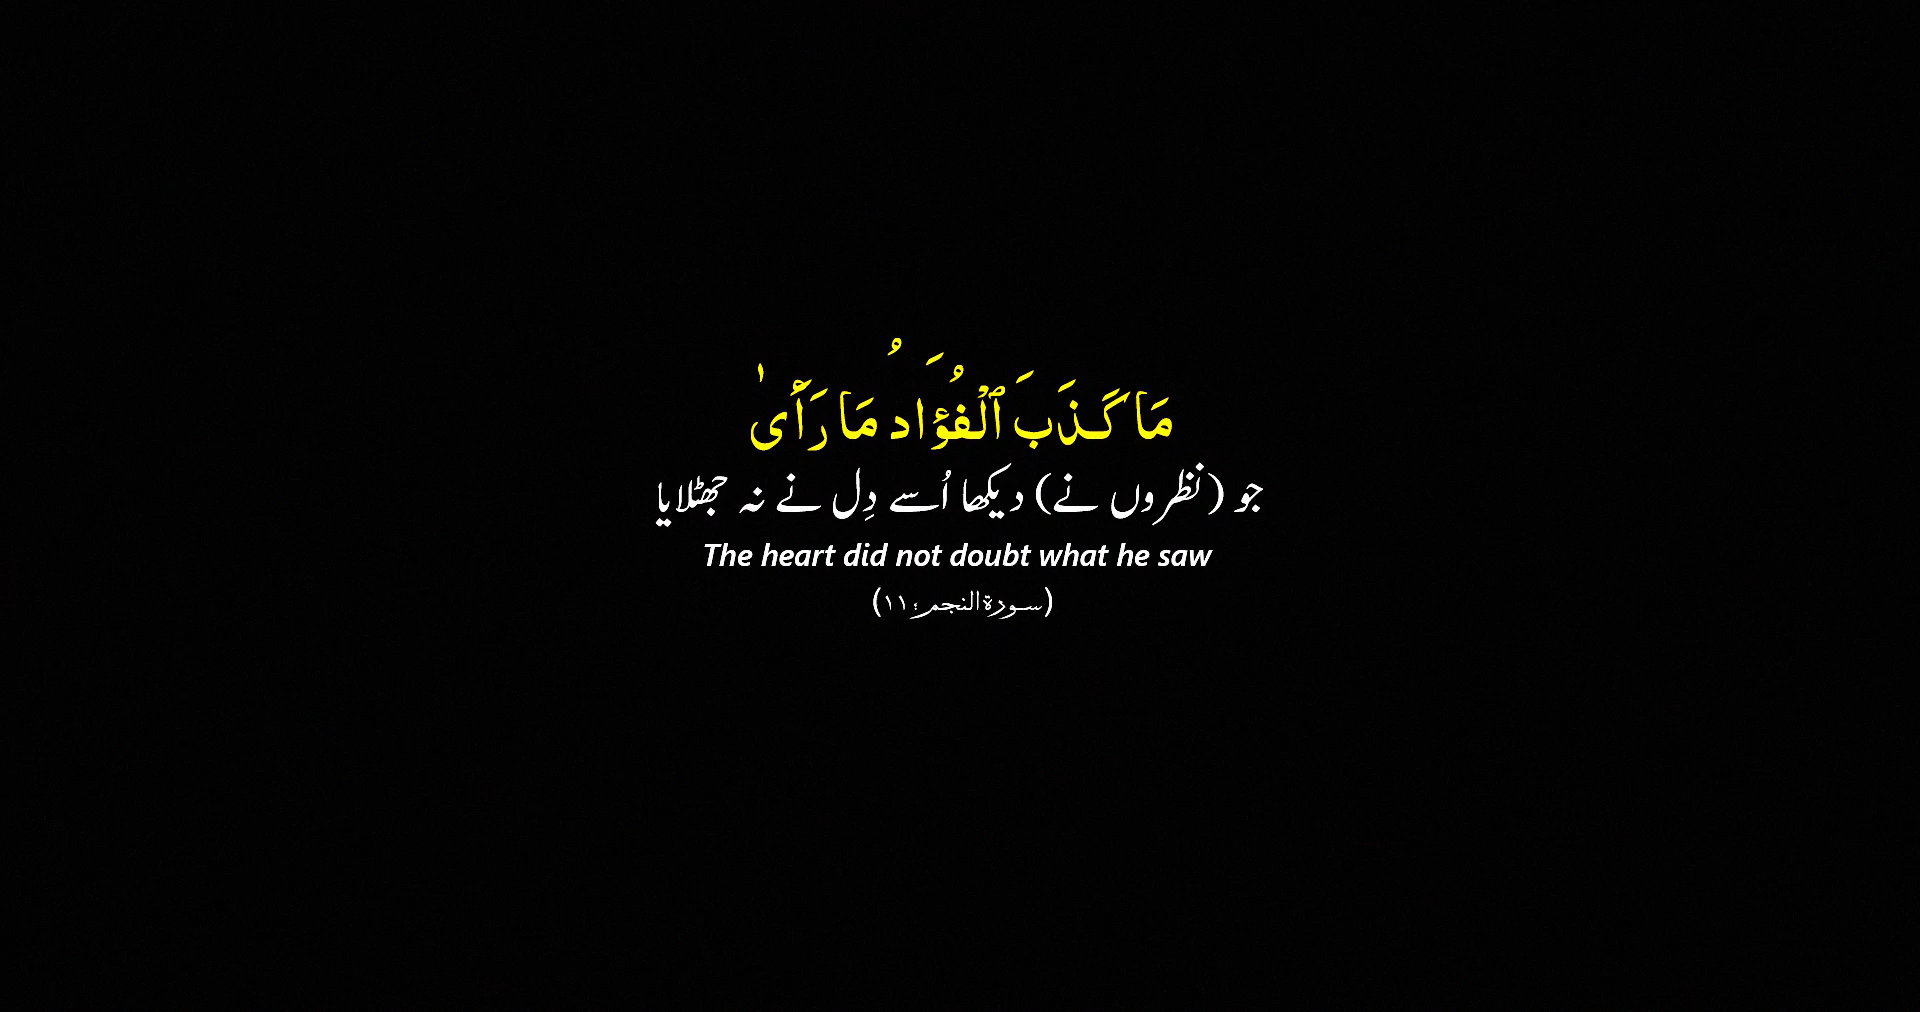 مَا كَذَبَ ٱلْفُؤَادُ مَا رَأَىٰ
جو (نظروں نے) دیکھا اُسے دِل نے نہ جھٹلایا
The heart did not doubt what he saw
(سورة النجم؛ ١١)